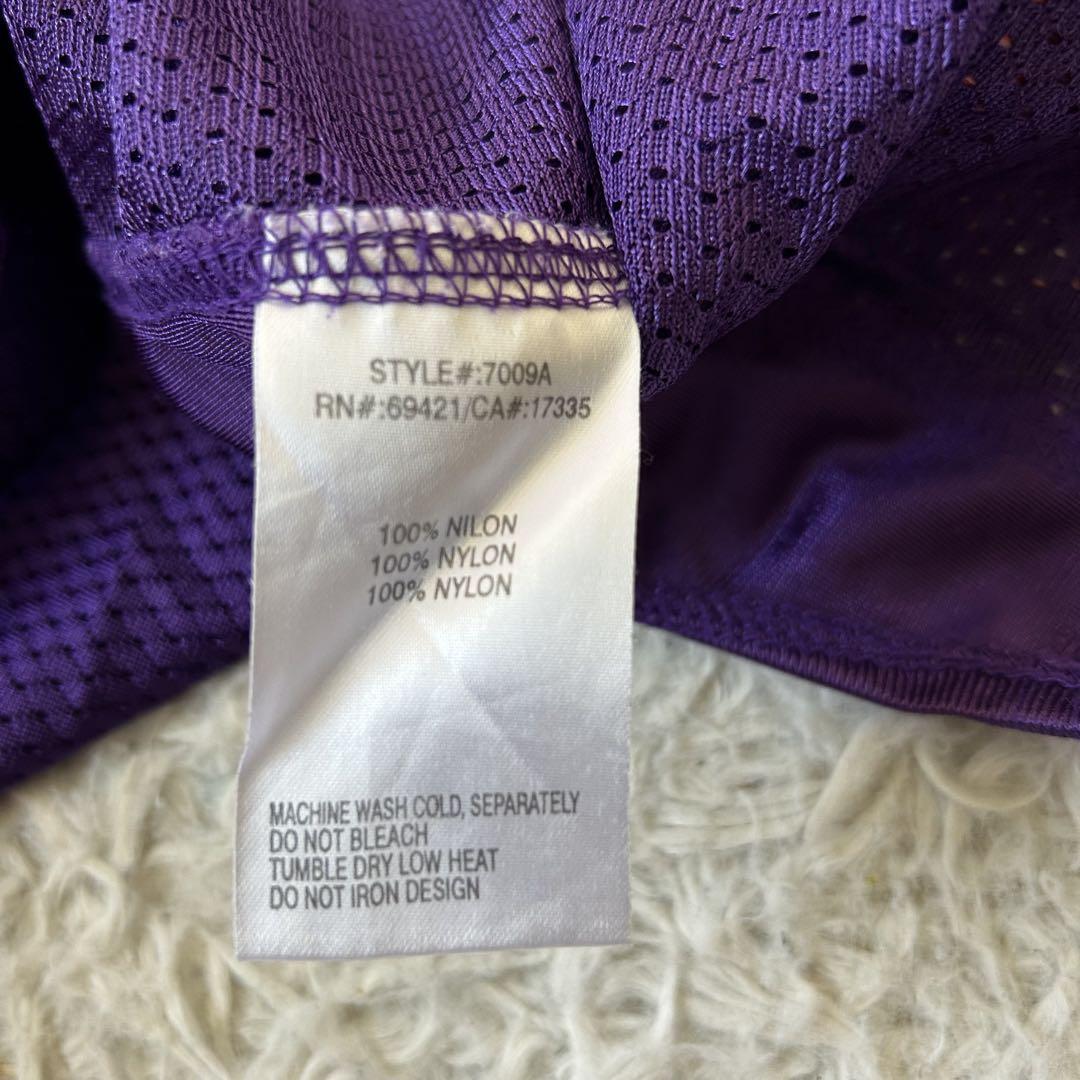 STYLE#:7009A
RN#:69421/CA#:17335
100% NILON
100% NYLON
100% NYLON
MACHINE WASH COLD, SEPARATELY
DO NOT BLEACH
TUMBLE DRY LOW HEAT
DO NOT IRON DESIGN